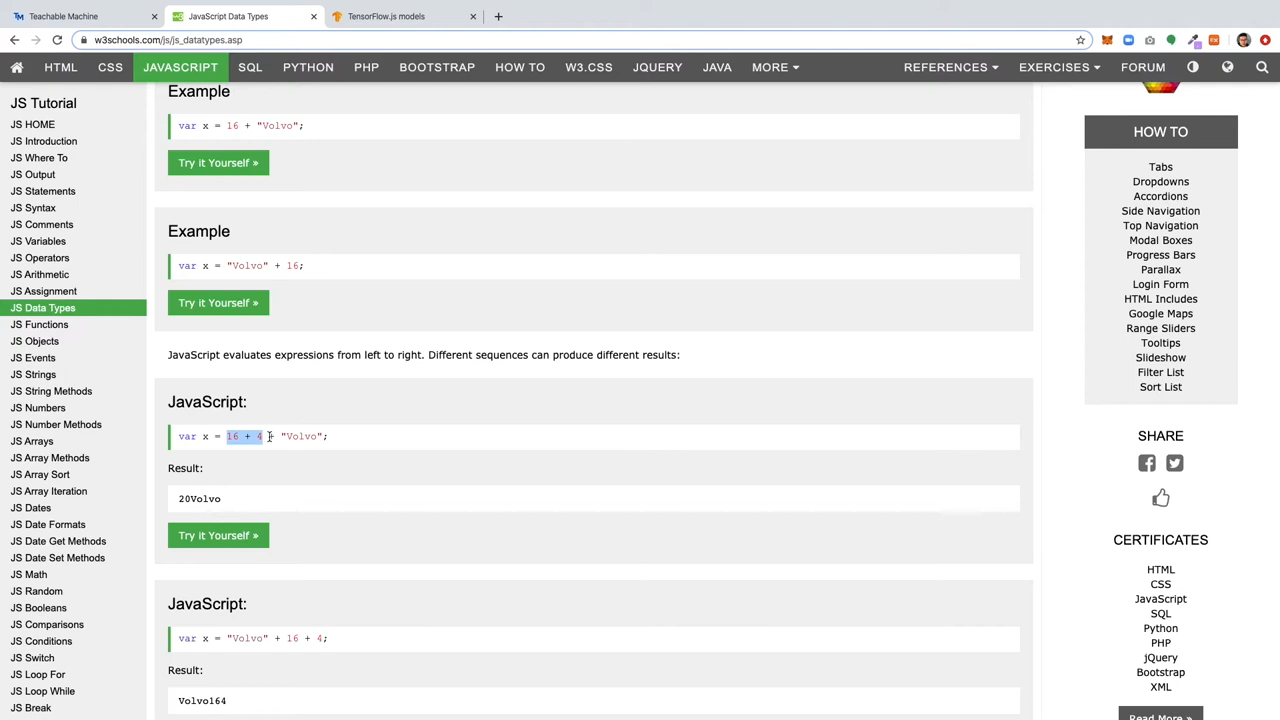 Teachable Machine
JavaScript Data Types
TensorFlow.js models
w3schools.com/js/js_datatypes.asp
HTML CSS JAVASCRIPT SQL PYTHON PHP BOOTSTRAP HOW TO W3.CSS JQUERY JAVA MORE REFERENCES EXERCISES FORUM
JS Tutorial
JS HOME
JS Introduction
JS Where To
JS Output
JS Statements
JS Syntax
JS Comments
JS Variables
JS Operators
JS Arithmetic
JS Assignment
JS Data Types
JS Functions
JS Objects
JS Events
JS Strings
JS String Methods
JS Numbers
JS Number Methods
JS Arrays
JS Array Methods
JS Array Sort
JS Array Iteration
JS Dates
JS Date Formats
JS Date Get Methods
JS Date Set Methods
JS Math
JS Random
JS Booleans
JS Comparisons
JS Conditions
JS Switch
JS Loop For
JS Loop While
JS Break
Example
var x = 16 + "Volvo";
Try it Yourself »
Example
var x = "Volvo" + 16;
Try it Yourself »
JavaScript evaluates expressions from left to right. Different sequences can produce different results:
JavaScript:
var x = 16 + 4 + "Volvo";
Result:
20Volvo
Try it Yourself »
JavaScript:
var x = "Volvo" + 16 + 4;
Result:
Volvo164
HOW TO
Tabs
Dropdowns
Accordions
Side Navigation
Top Navigation
Modal Boxes
Progress Bars
Parallax
Login Form
HTML Includes
Google Maps
Range Sliders
Tooltips
Slideshow
Filter List
Sort List
SHARE
CERTIFICATES
HTML
CSS
JavaScript
SQL
Python
PHP
jQuery
Bootstrap
XML
Read More »